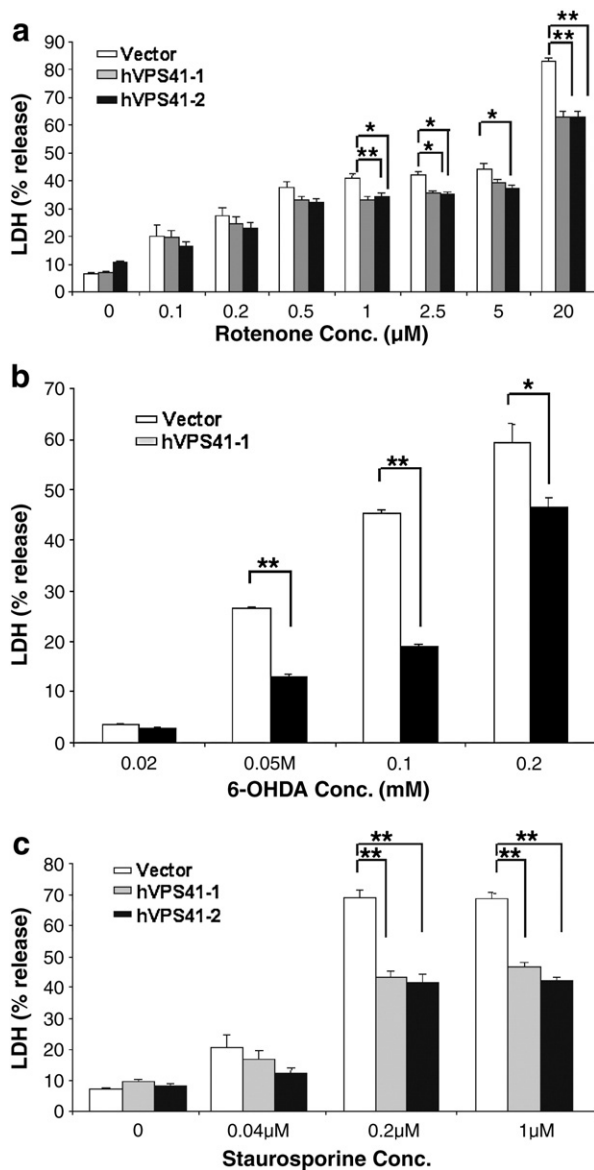 a
90
80
70
60
50
40
30
20
10
0
LDH (% release)
Vector
hVPS41-1
hVPS41-2
*
**
*
*
*
**
**
0 0.1 0.2 0.5 1 2.5 5 20
Rotenone Conc. (µM)
b
70
60
50
40
30
20
10
0
LDH (% release)
Vector
hVPS41-1
**
**
*
0.02 0.05M 0.1 0.2
6-OHDA Conc. (mM)
c
80
70
60
50
40
30
20
10
0
LDH (% release)
Vector
hVPS41-1
hVPS41-2
**
**
**
**
0 0.04µM 0.2µM 1µM
Staurosporine Conc.